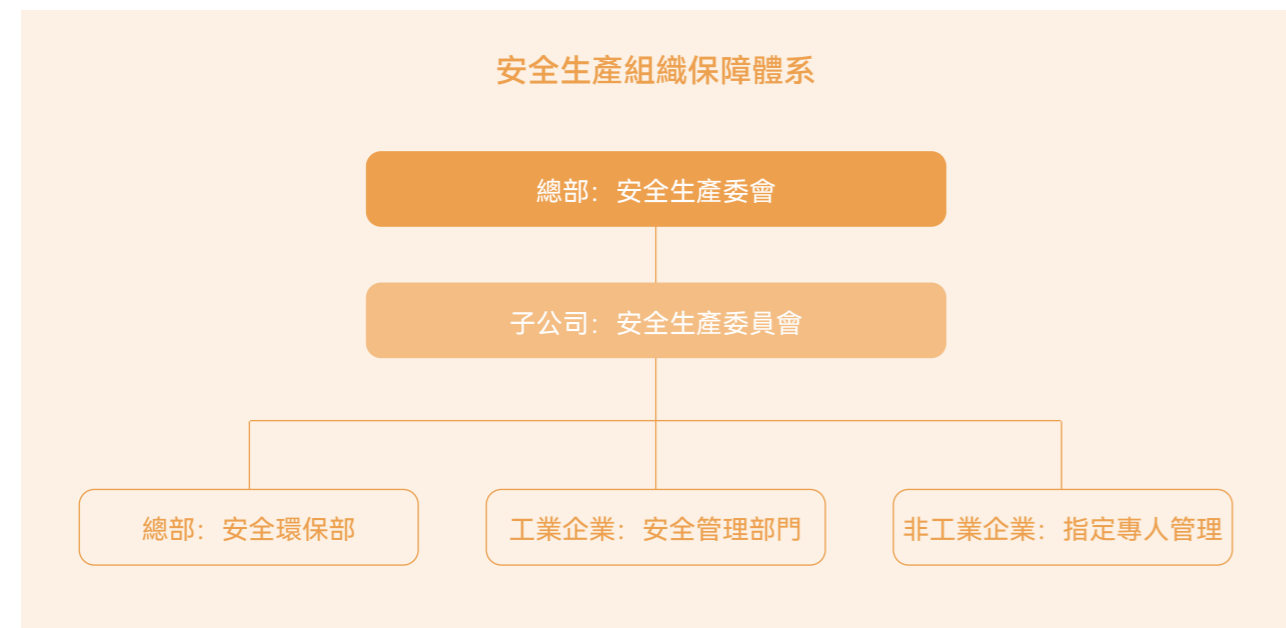 安全生產組織保障體系
總部：安全生產委會
子公司：安全生產委員會
總部：安全環保部
工業企業：安全管理部門
非工業企業：指定專人管理